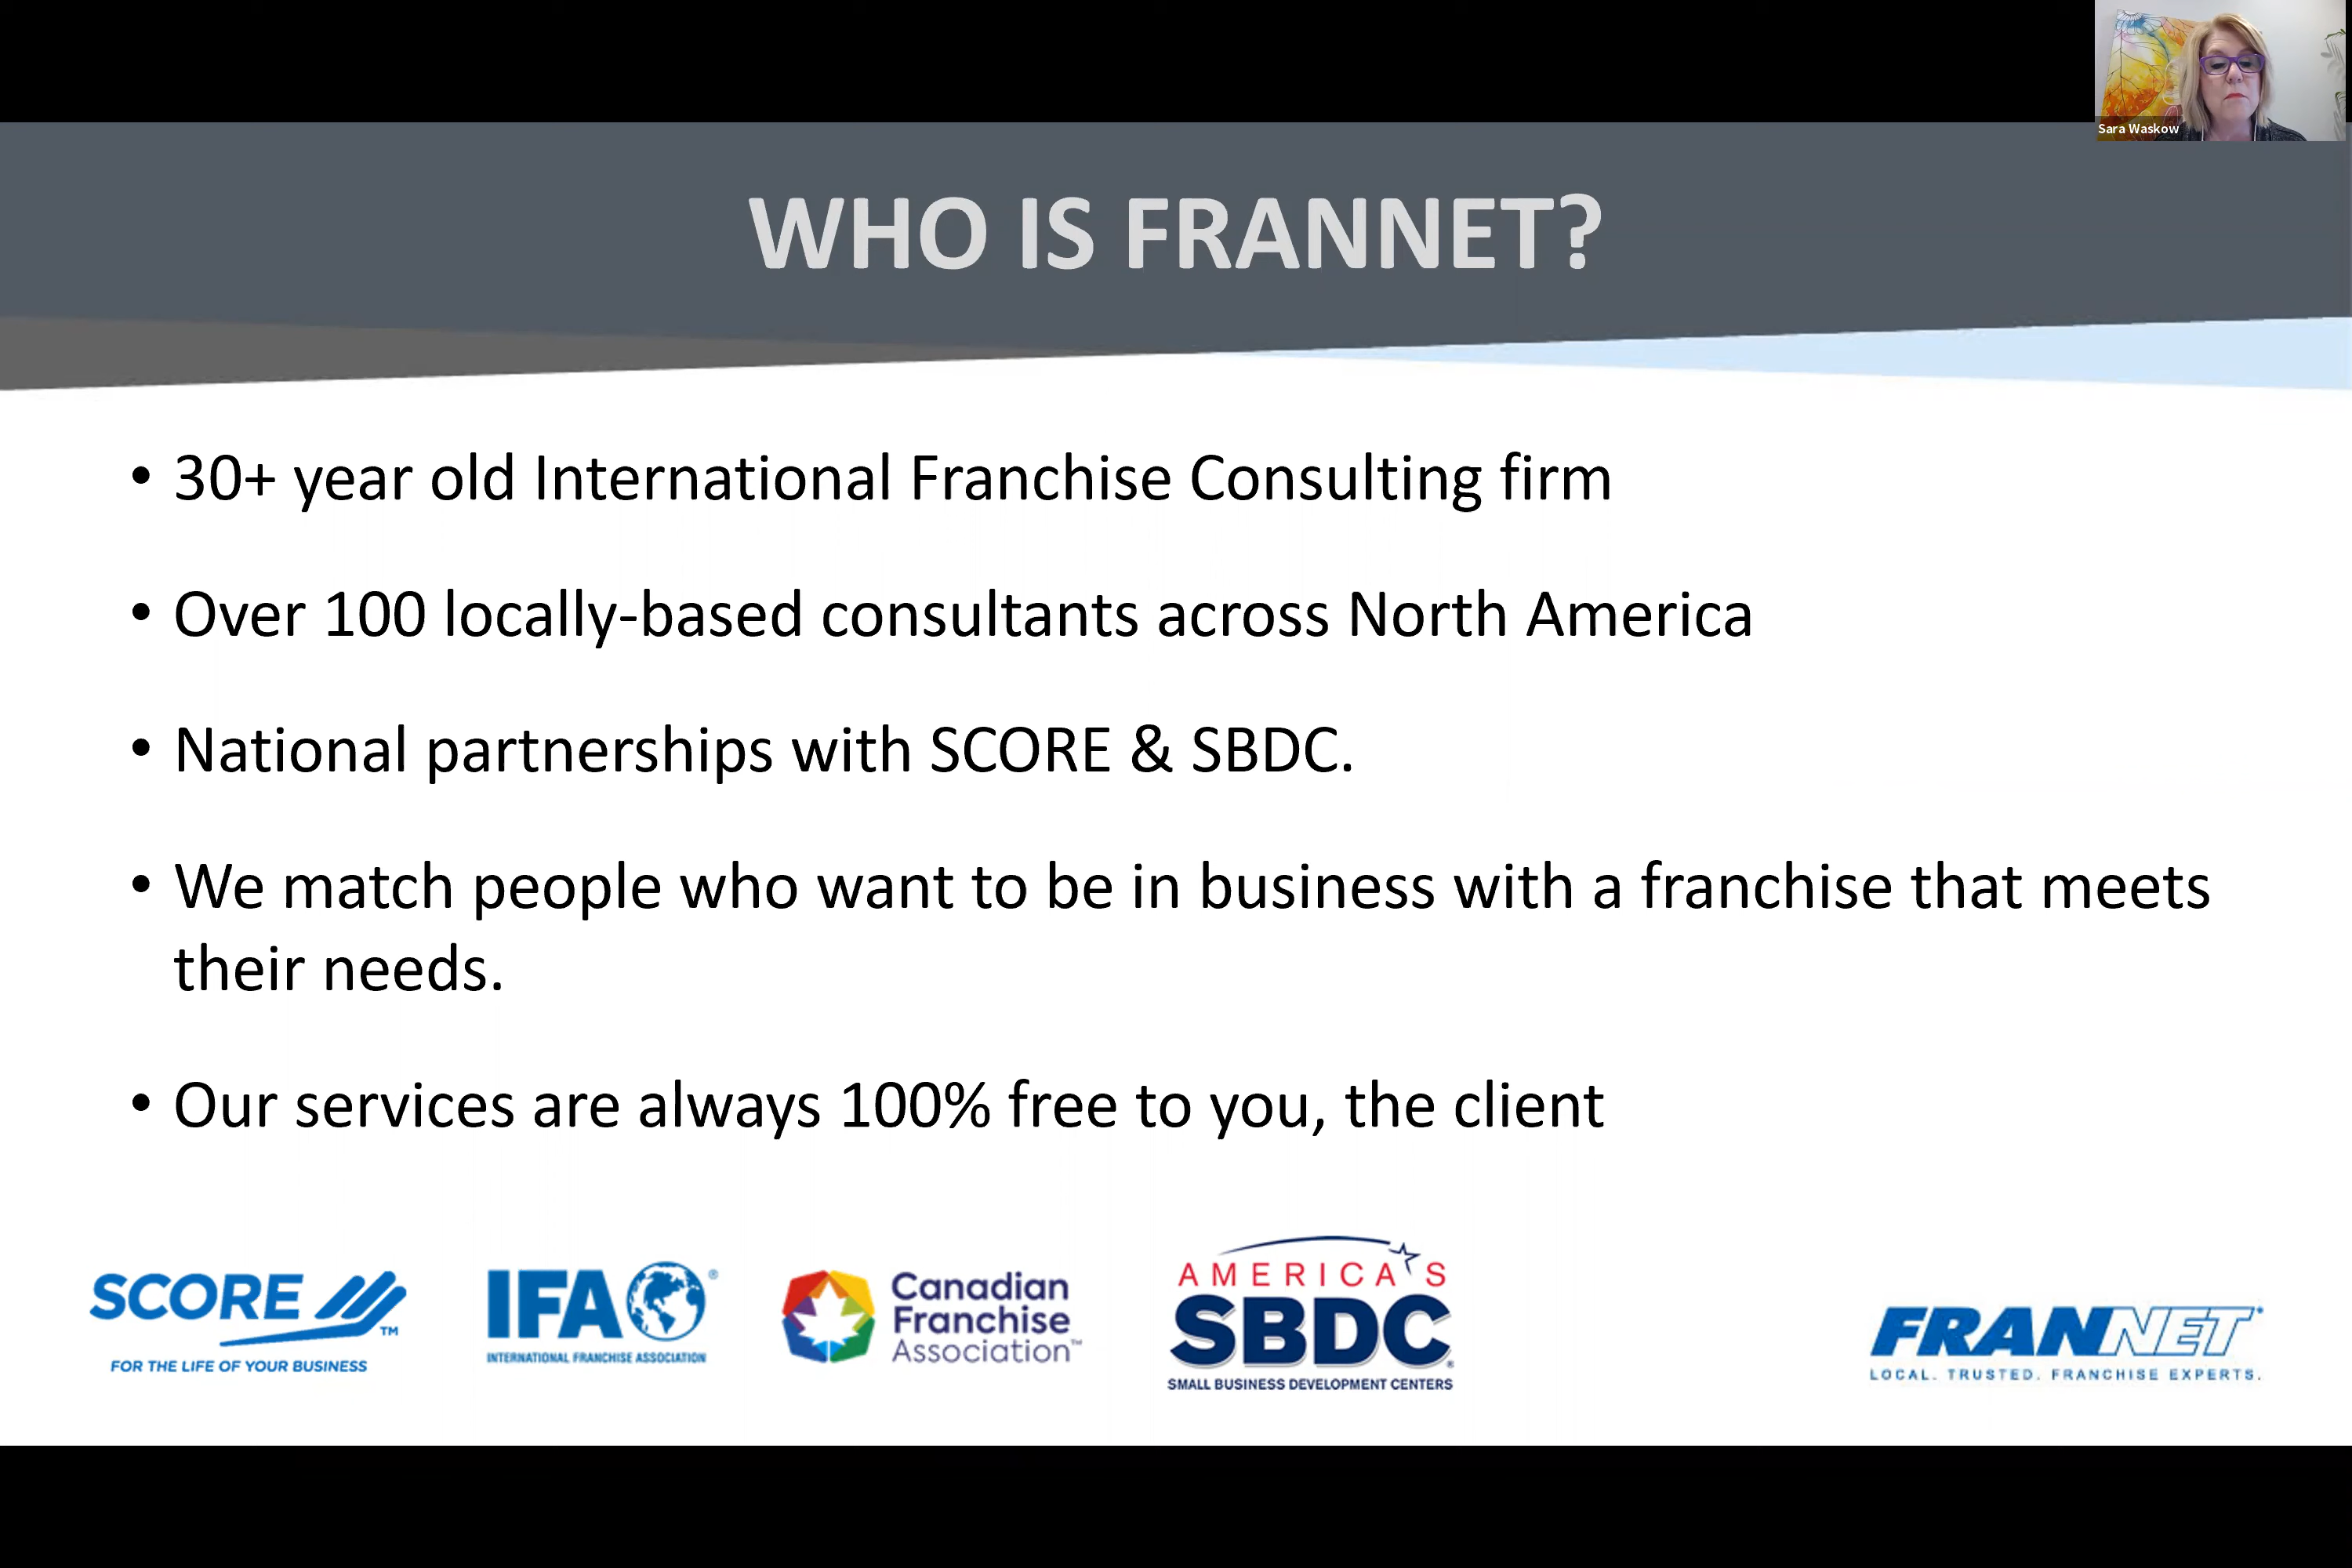 Sara Waskow
WHO IS FRANNET?
• 30+ year old International Franchise Consulting firm
• Over 100 locally-based consultants across North America
• National partnerships with SCORE & SBDC.
• We match people who want to be in business with a franchise that meets
their needs.
• Our services are always 100% free to you, the client
SCORE ™
FOR THE LIFE OF YOUR BUSINESS
IFA ®
INTERNATIONAL FRANCHISE ASSOCIATION
Canadian
Franchise
Association™
AMERICA'S
SBDC ®
SMALL BUSINESS DEVELOPMENT CENTERS
FRANNET
LOCAL. TRUSTED. FRANCHISE EXPERTS.